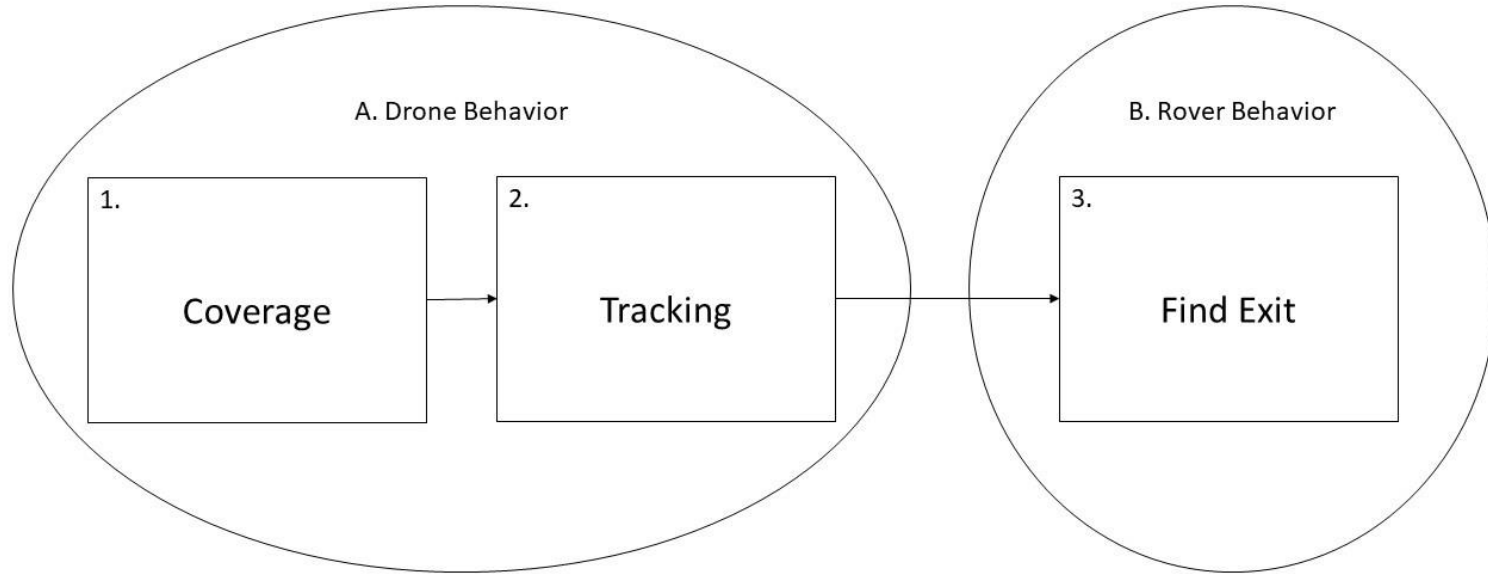 A. Drone Behavior
B. Rover Behavior
1.
Coverage
2.
Tracking
3.
Find Exit